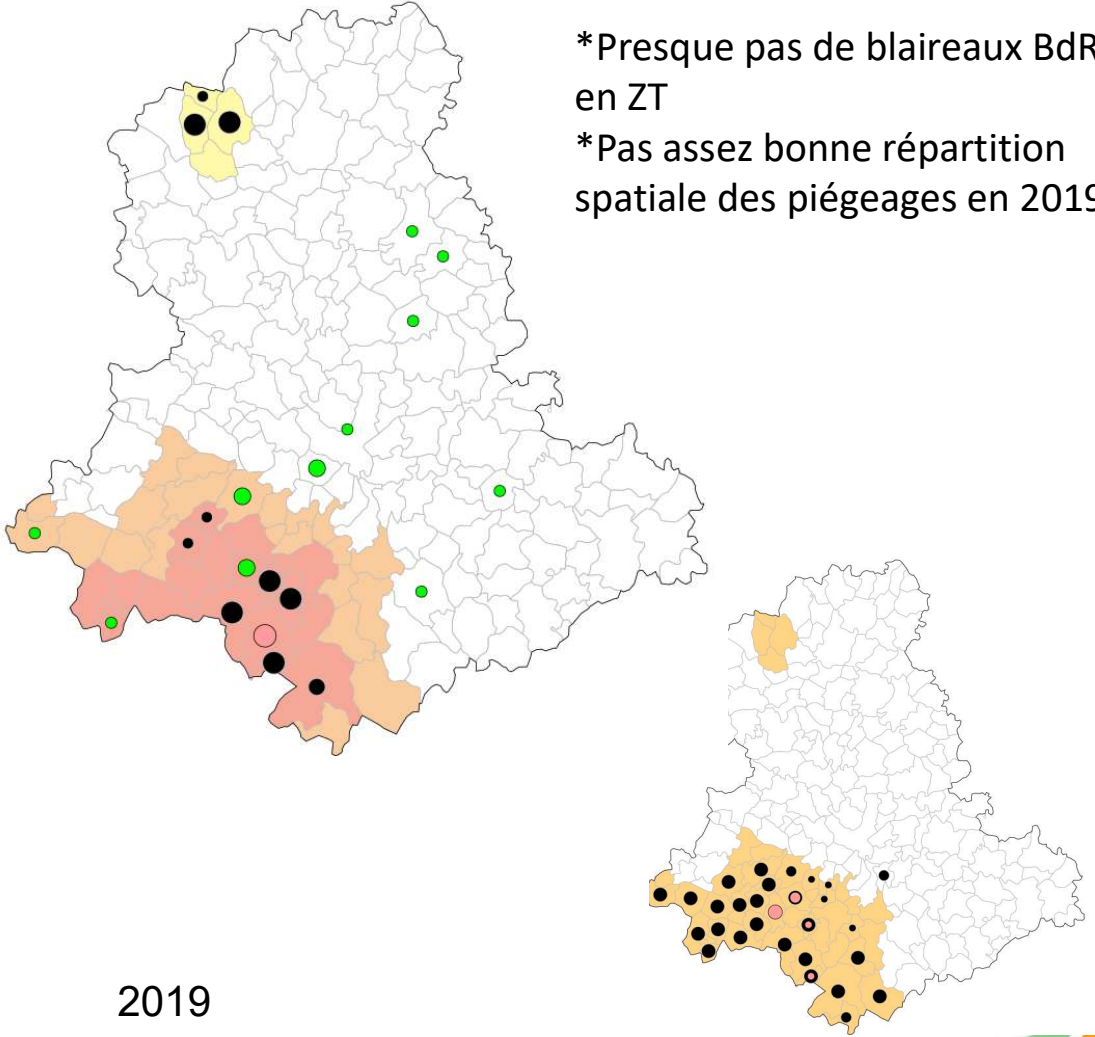 *Presque pas de blaireaux BdR
en ZT
*Pas assez bonne répartition
spatiale des piégeages en 2019
2019